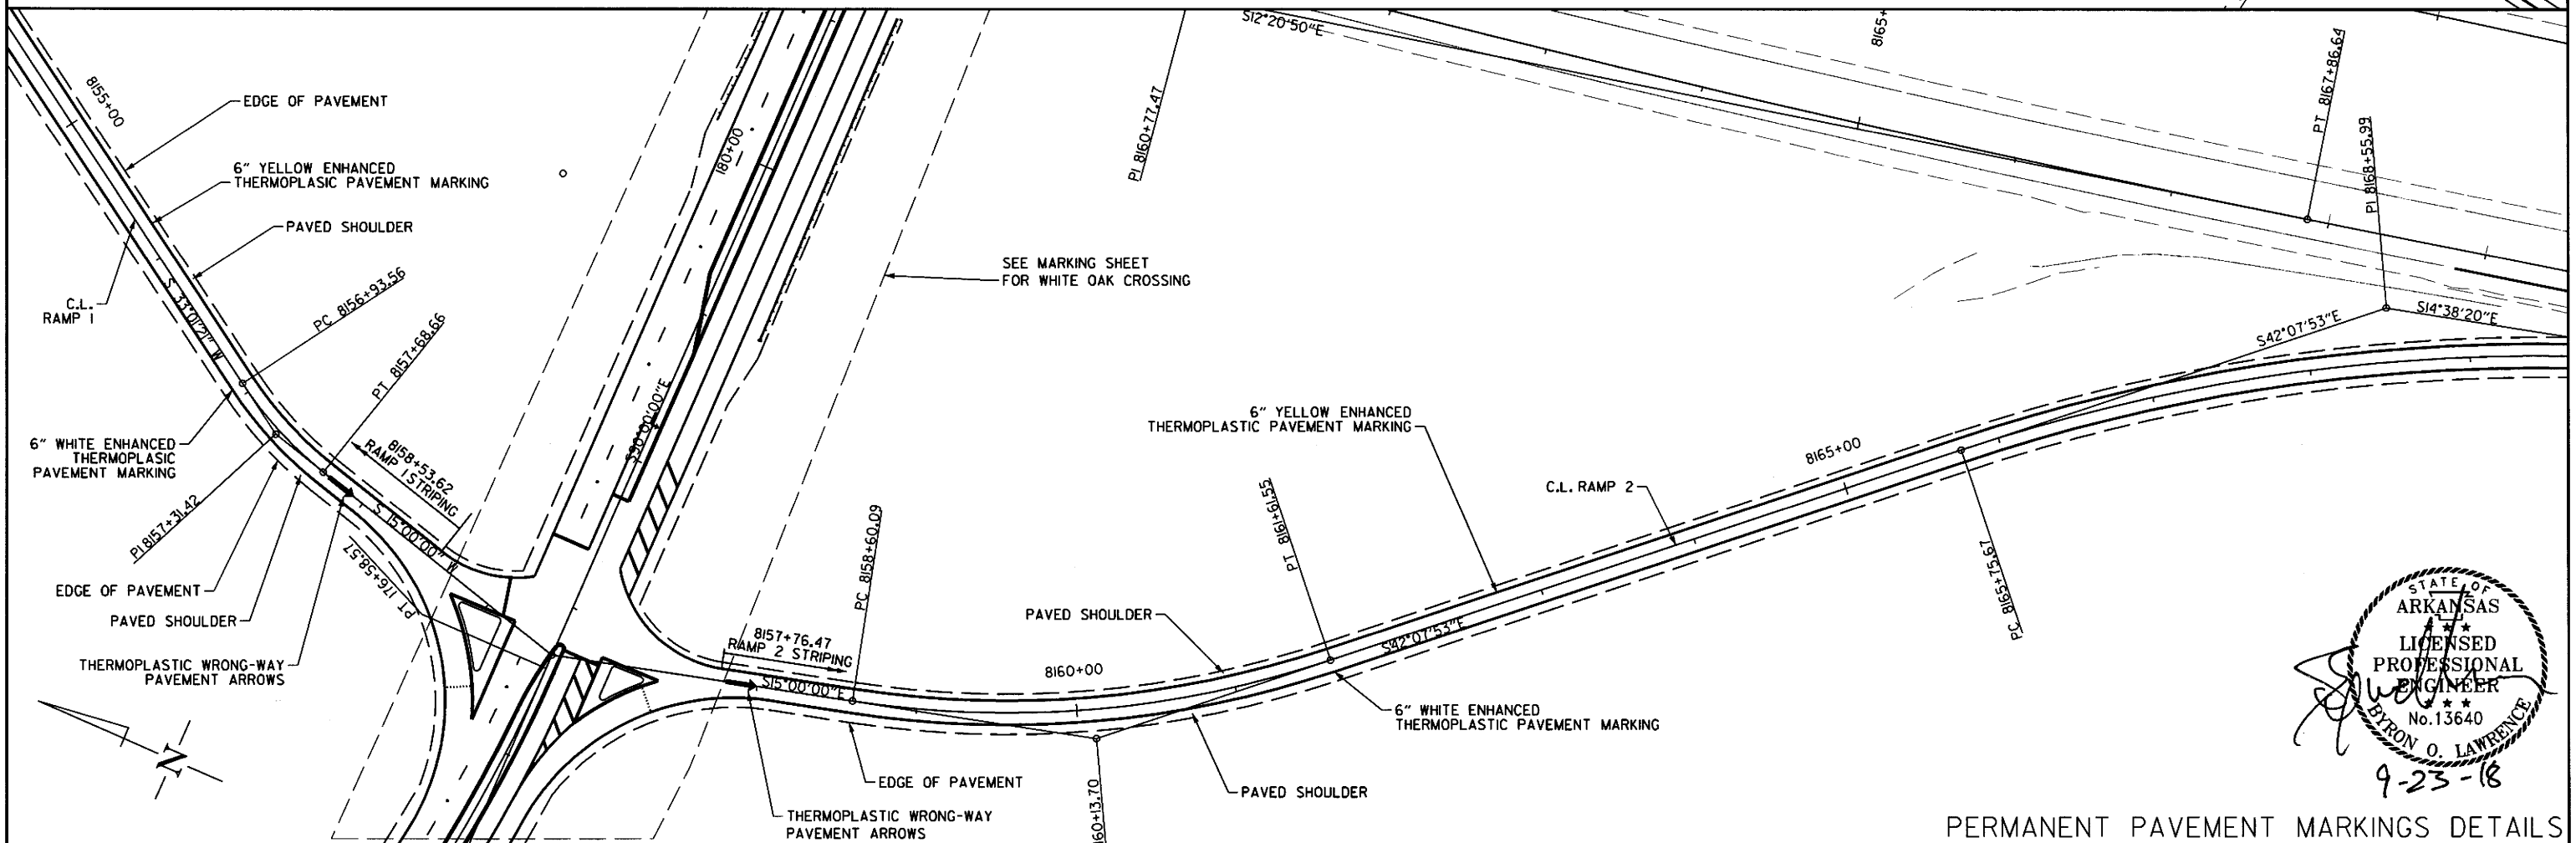 8155+00
EDGE OF PAVEMENT
6" YELLOW ENHANCED
THERMOPLASIC PAVEMENT MARKING
PAVED SHOULDER
C.L.
RAMP 1
S 33°01'21" W
PC 8156+93.56
PT 8157+68.66
6" WHITE ENHANCED
THERMOPLASIC
PAVEMENT MARKING
8158+53.62
RAMP 1 STRIPING
PI 8157+31.42
S 15°00'00" W
EDGE OF PAVEMENT
PAVED SHOULDER
THERMOPLASTIC WRONG-WAY
PAVEMENT ARROWS
PT 176+58.57
N
180+00
S90°00'00"E
SEE MARKING SHEET
FOR WHITE OAK CROSSING
S12°20'50"E
PI 8160+77.47
8165+
PT 8167+86.64
PI 8168+55.99
S42°07'53"E
S14°38'20"E
6" YELLOW ENHANCED
THERMOPLASTIC PAVEMENT MARKING
8165+00
C.L. RAMP 2
PT 8161+61.55
PC 8158+60.09
PAVED SHOULDER
8157+76.47
RAMP 2 STRIPING
S15°00'00"E
8160+00
S42°07'53"E
PC 8165+75.67
6" WHITE ENHANCED
THERMOPLASTIC PAVEMENT MARKING
EDGE OF PAVEMENT
PAVED SHOULDER
THERMOPLASTIC WRONG-WAY
PAVEMENT ARROWS
60+13.70
STATE OF
ARKANSAS
LICENSED
PROFESSIONAL
ENGINEER
No.13640
BYRON O. LAWRENCE
9-23-18
PERMANENT PAVEMENT MARKINGS DETAILS